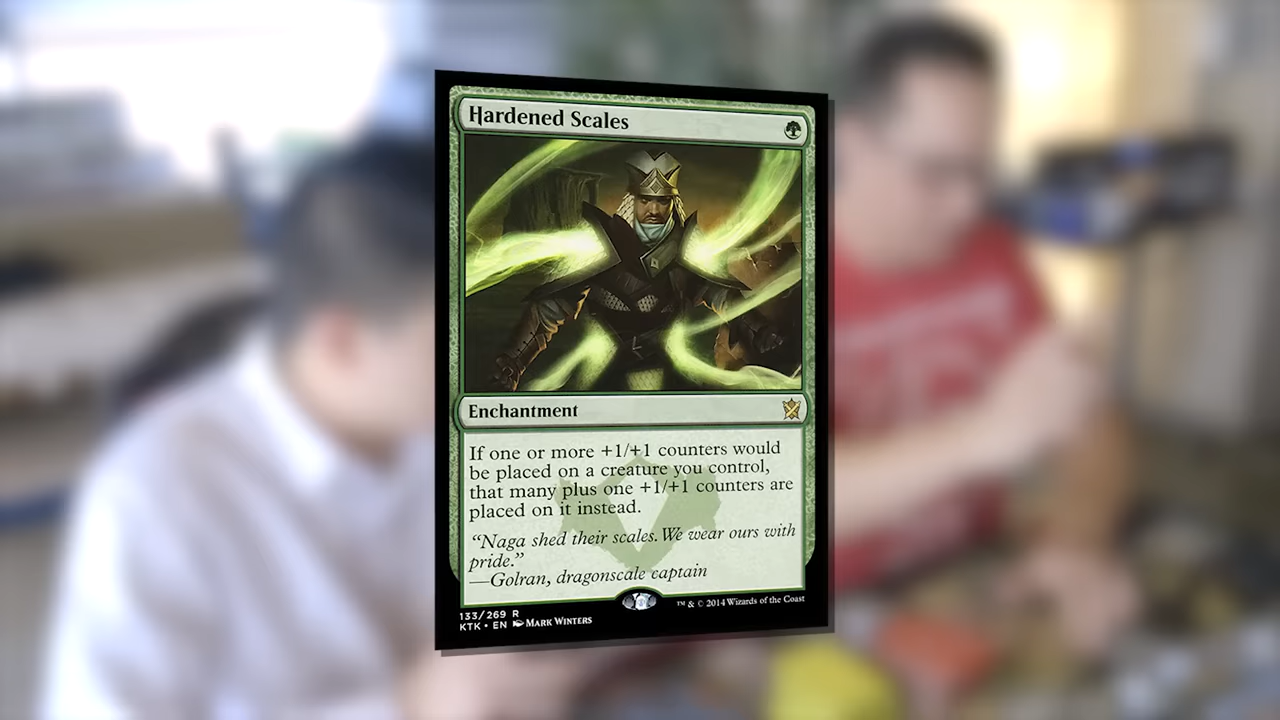 Hardened Scales
Enchantment
If one or more +1/+1 counters would
be placed on a creature you control,
that many plus one +1/+1 counters are
placed on it instead.
“Naga shed their scales. We wear ours with
pride.”
—Golran, dragonscale captain
133/269 R
KTK • EN MARK WINTERS
™ & © 2014 Wizards of the Coast